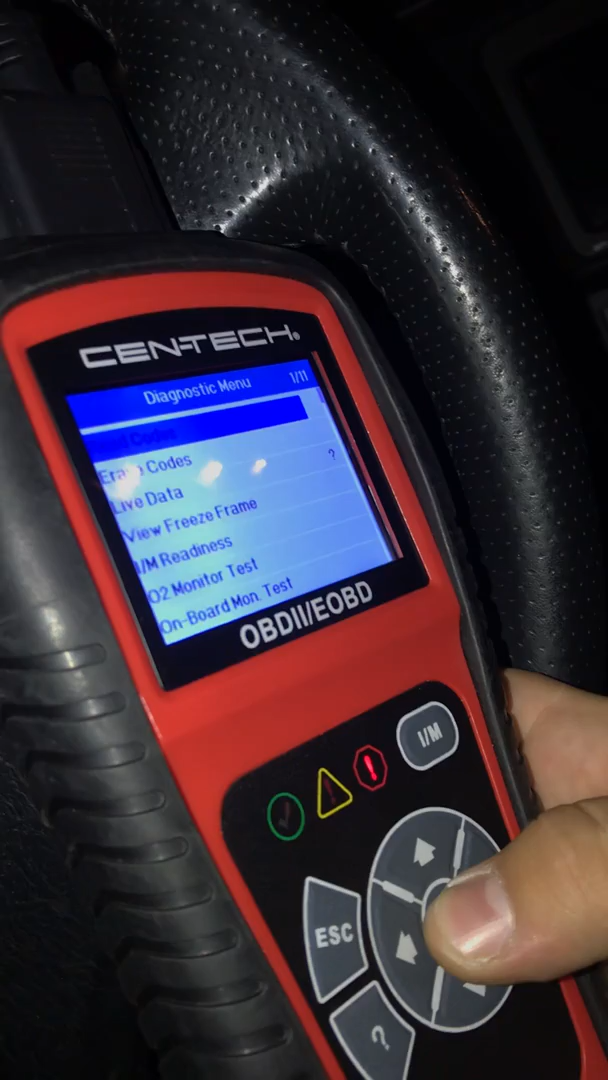 CEN-TECH®
Diagnostic Menu 1/11
Read Codes
Erase Codes ?
Live Data
View Freeze Frame
I/M Readiness
O2 Monitor Test
On-Board Mon. Test
OBDII/EOBD
I/M
!
!
ESC
?